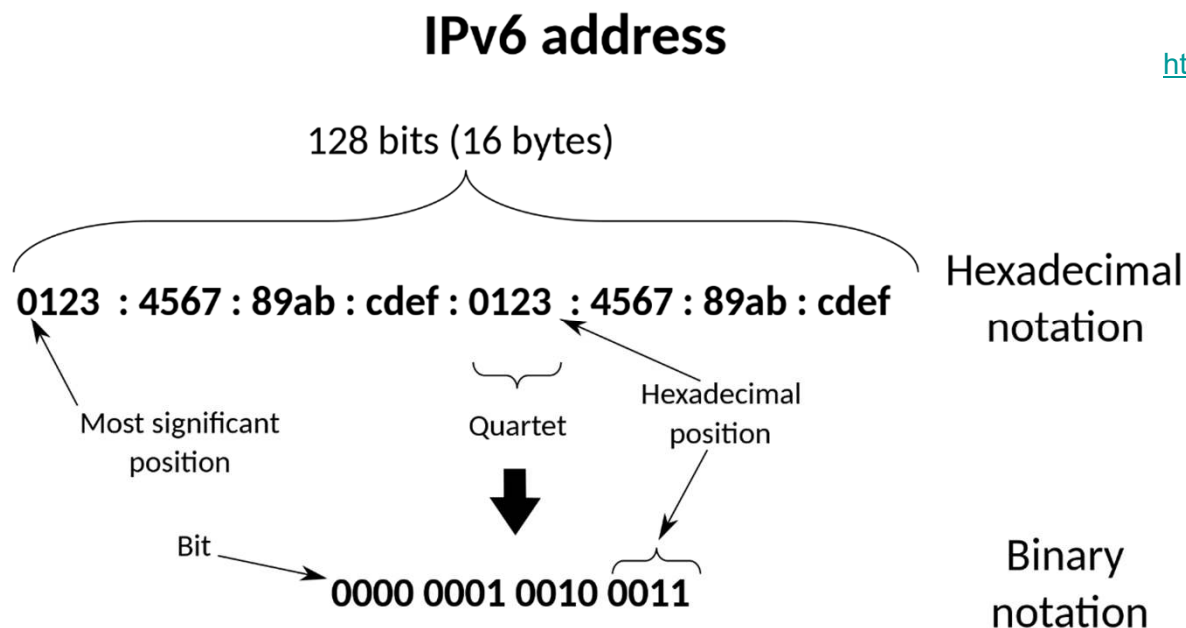 IPv6 address
ht
128 bits (16 bytes)
0123 : 4567 : 89ab : cdef : 0123 : 4567 : 89ab : cdef
Hexadecimal
notation
Most significant
position
Quartet
Hexadecimal
position
Bit
0000 0001 0010 0011
Binary
notation